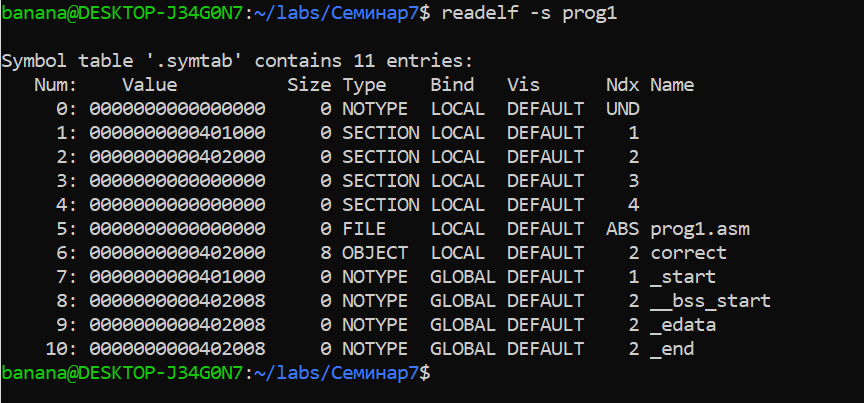 banana@DESKTOP-J34G0N7:~/labs/Семинар7$ readelf -s prog1
Symbol table '.symtab' contains 11 entries:
   Num:    Value          Size Type    Bind   Vis      Ndx Name
     0: 0000000000000000     0 NOTYPE  LOCAL  DEFAULT  UND
     1: 0000000000401000     0 SECTION LOCAL  DEFAULT    1
     2: 0000000000402000     0 SECTION LOCAL  DEFAULT    2
     3: 0000000000000000     0 SECTION LOCAL  DEFAULT    3
     4: 0000000000000000     0 SECTION LOCAL  DEFAULT    4
     5: 0000000000000000     0 FILE    LOCAL  DEFAULT  ABS prog1.asm
     6: 0000000000402000     8 OBJECT  LOCAL  DEFAULT    2 correct
     7: 0000000000401000     0 NOTYPE  GLOBAL DEFAULT    1 _start
     8: 0000000000402008     0 NOTYPE  GLOBAL DEFAULT    2 __bss_start
     9: 0000000000402008     0 NOTYPE  GLOBAL DEFAULT    2 _edata
    10: 0000000000402008     0 NOTYPE  GLOBAL DEFAULT    2 _end
banana@DESKTOP-J34G0N7:~/labs/Семинар7$